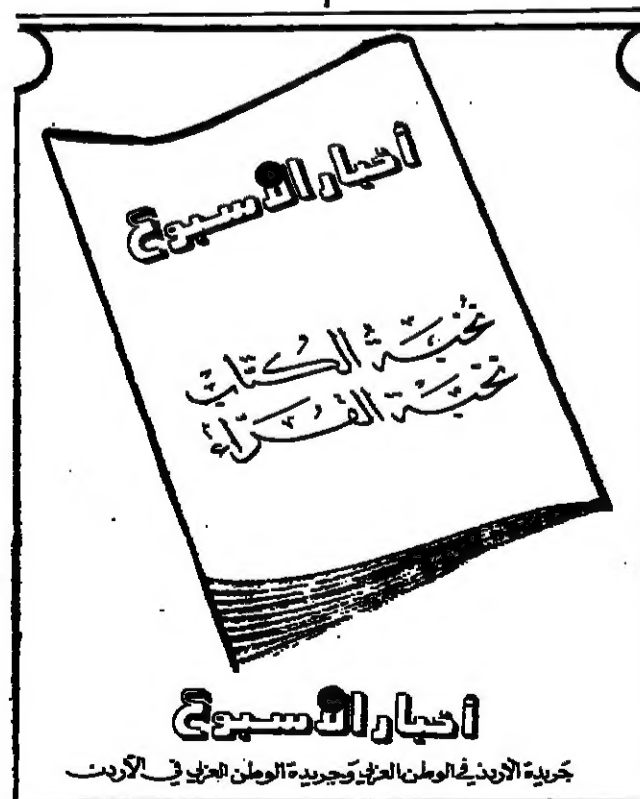 أخبار الأسبوع
نخبة الكتاب
نخبة القراء
أخبار الأسبوع
جريدة الأردن في الوطن العربي وجريدة الوطن العربي في الأردن